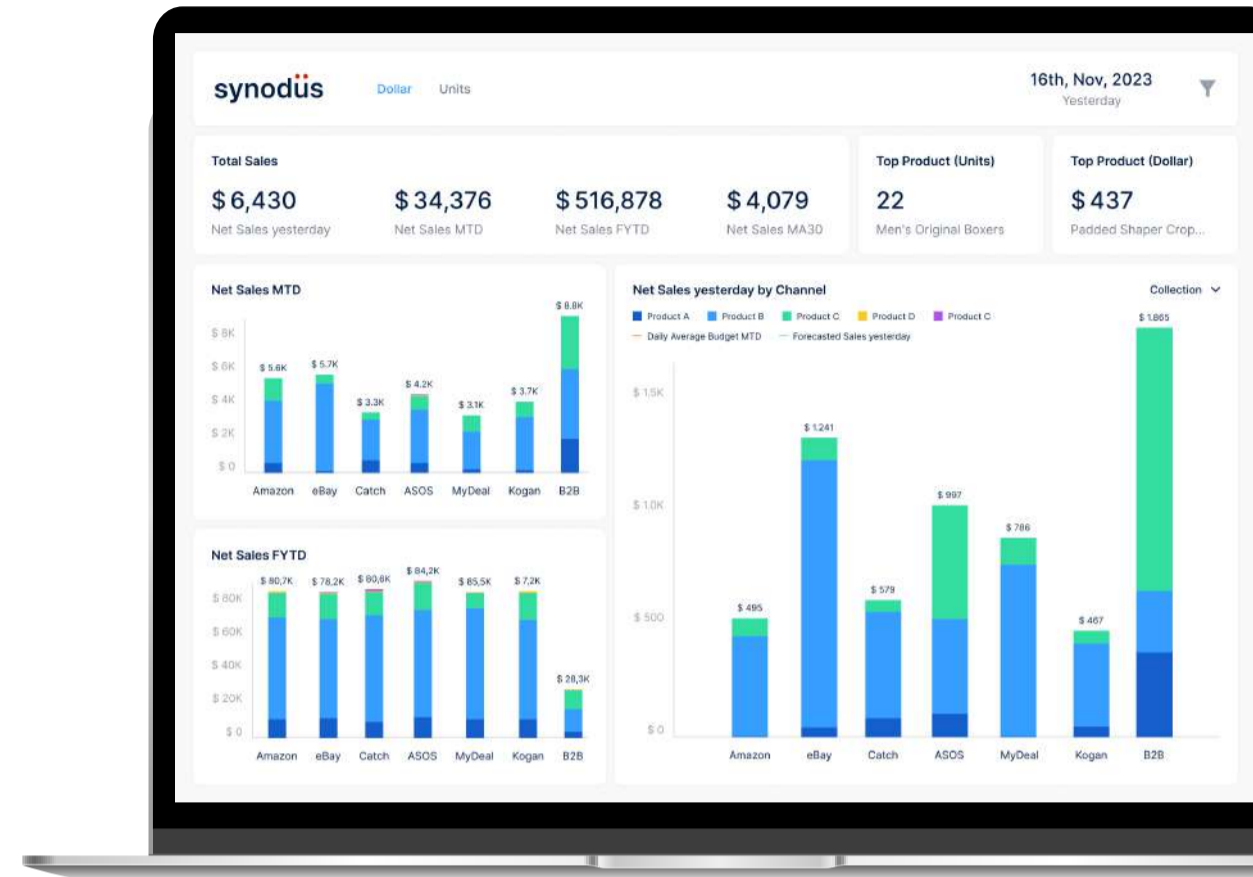 synodüs
Dollar Units
16th, Nov, 2023
Yesterday
Total Sales
$ 6,430
Net Sales yesterday
$ 34,376
Net Sales MTD
$ 516,878
Net Sales FYTD
$ 4,079
Net Sales MA30
Top Product (Units)
22
Men's Original Boxers
Top Product (Dollar)
$ 437
Padded Shaper Crop...
Net Sales MTD
$ 8K
$ 6K
$ 4K
$ 2K
$ 0
$ 5.6K
$ 5.7K
$ 3.3K
$ 4.2K
$ 3.1K
$ 3.7K
$ 8.8K
Amazon eBay Catch ASOS MyDeal Kogan B2B
Net Sales FYTD
$ 80K
$ 60K
$ 40K
$ 20K
$ 0
$ 80,7K
$ 78,2K
$ 80,6K
$ 84,2K
$ 85,5K
$ 7,2K
$ 28,3K
Amazon eBay Catch ASOS MyDeal Kogan B2B
Net Sales yesterday by Channel
Collection
Product A Product B Product C Product D Product C
Daily Average Budget MTD Forecasted Sales yesterday
$ 1,5K
$ 1.0K
$ 500
$ 0
$ 495
$ 1.241
$ 579
$ 997
$ 786
$ 467
$ 1.865
Amazon eBay Catch ASOS MyDeal Kogan B2B